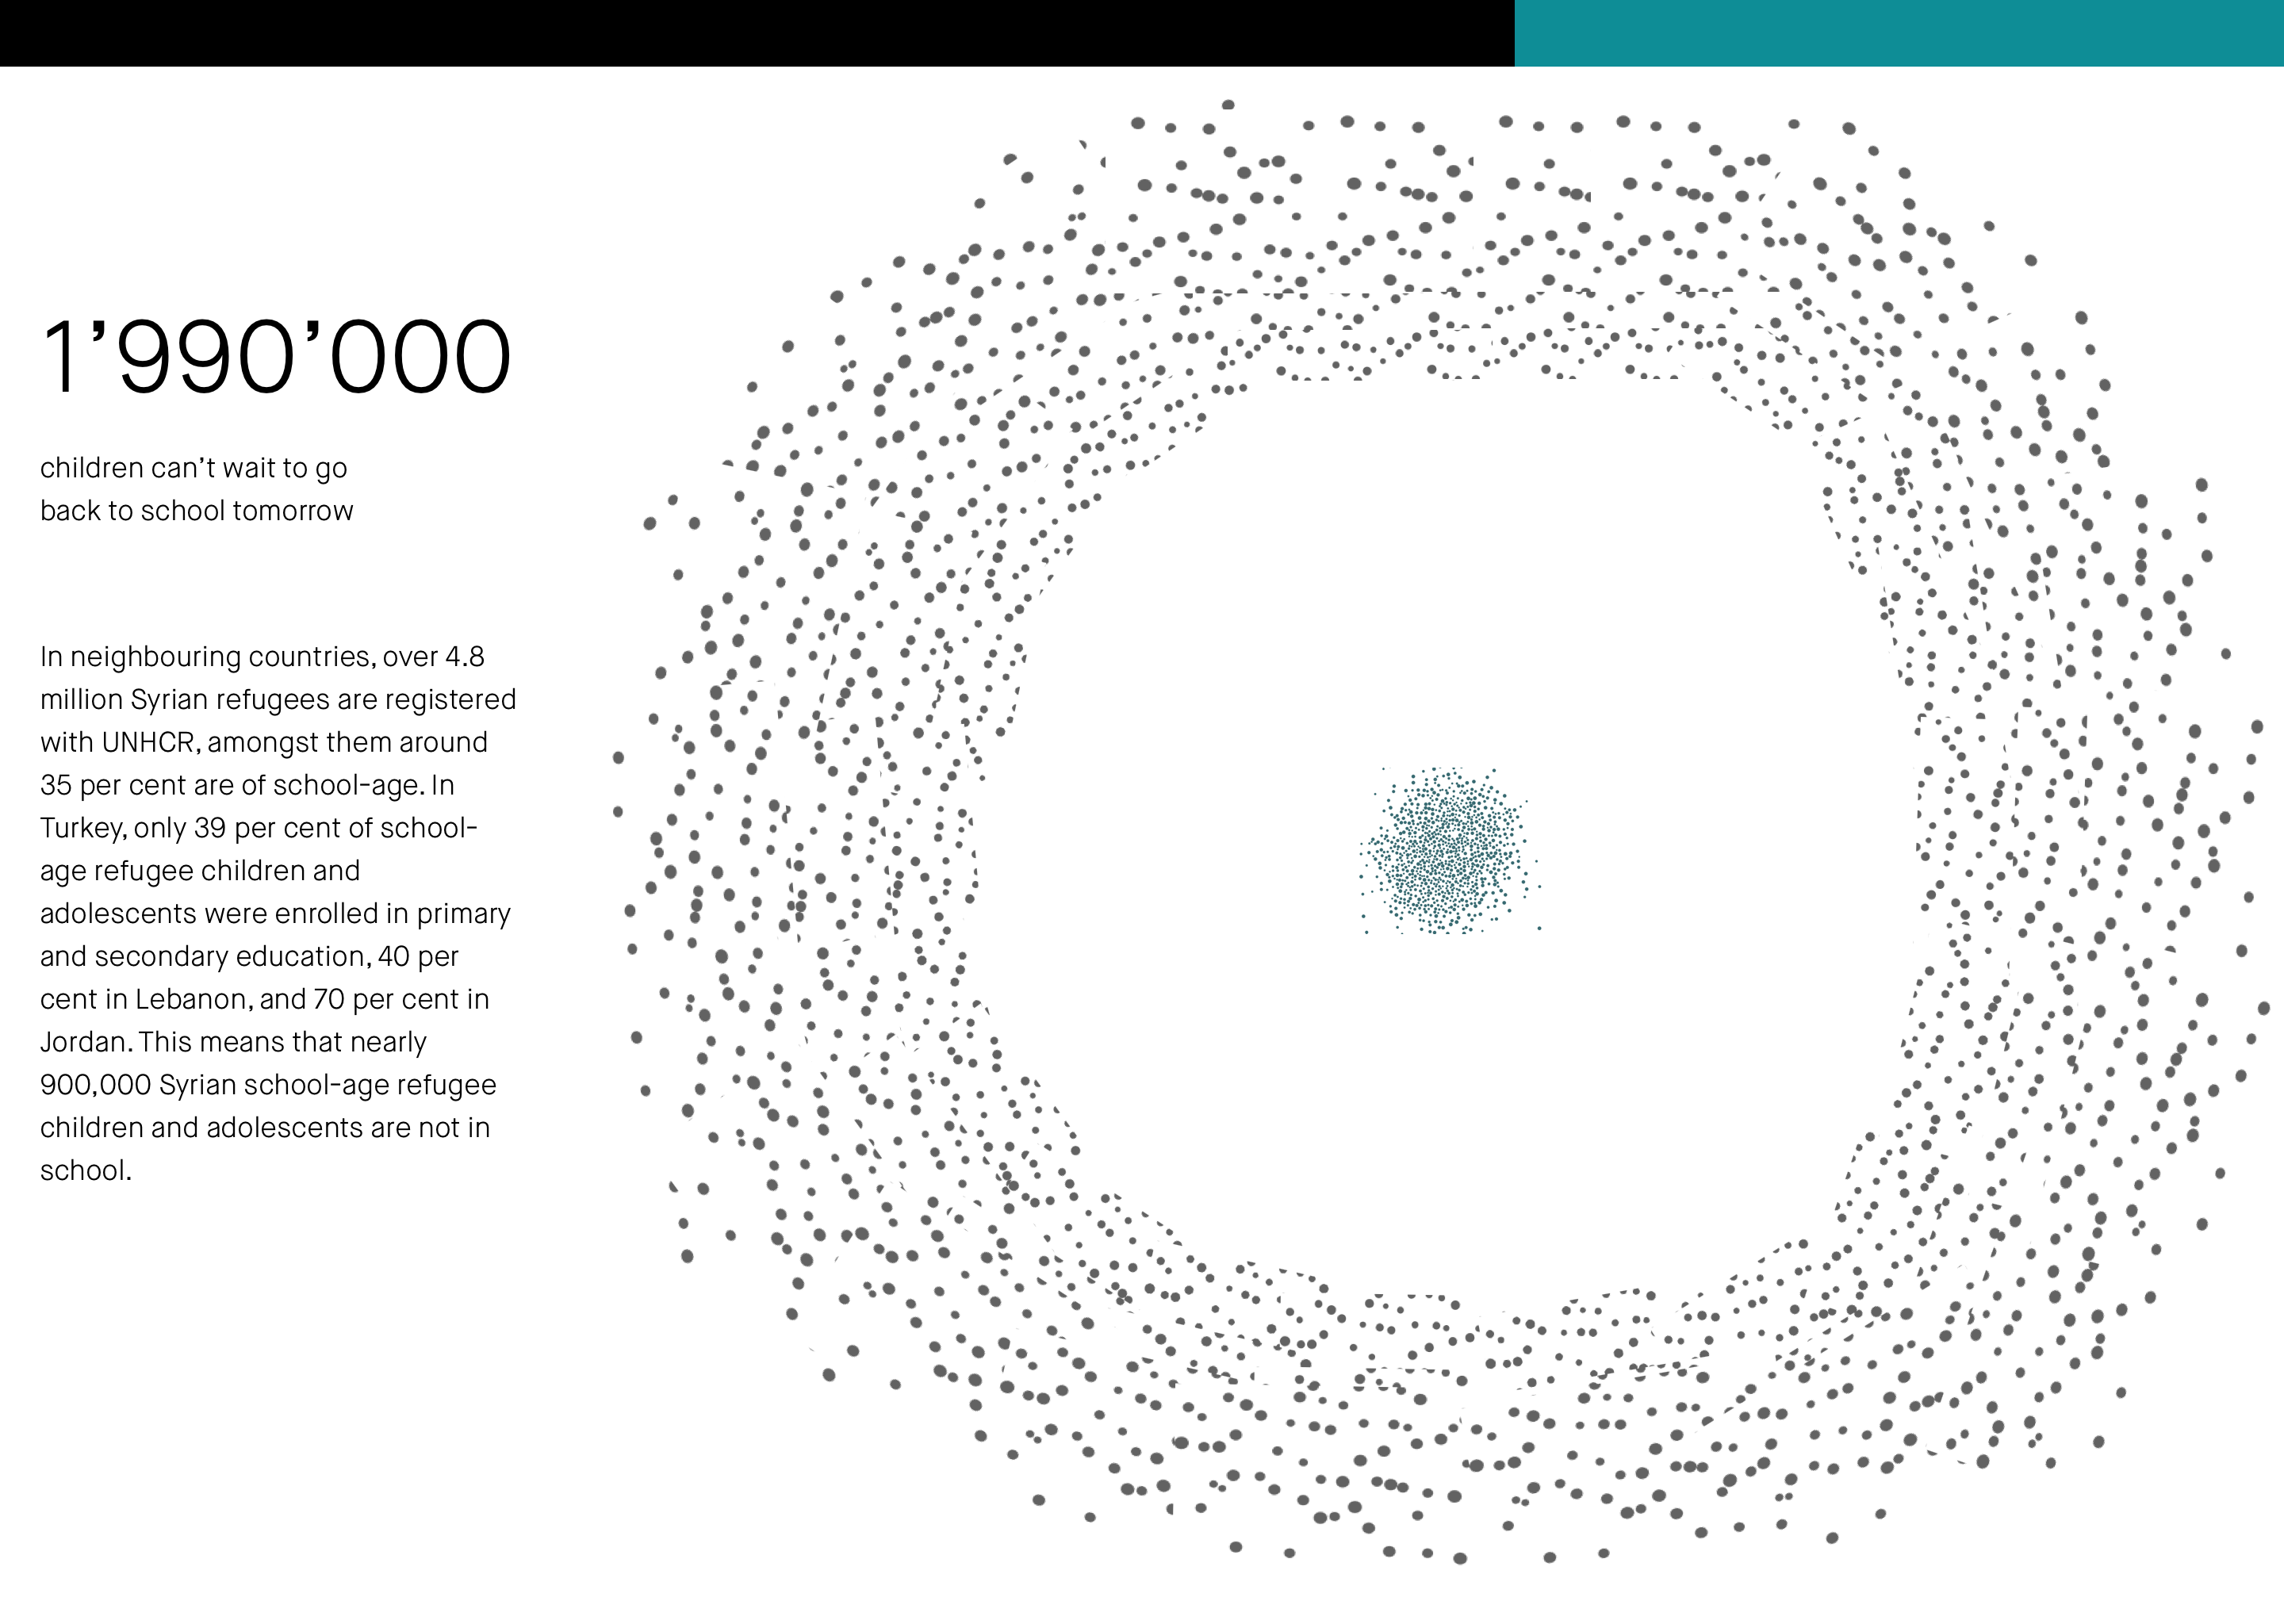 1’990’000
children can’t wait to go
back to school tomorrow
In neighbouring countries, over 4.8
million Syrian refugees are registered
with UNHCR, amongst them around
35 per cent are of school-age. In
Turkey, only 39 per cent of school-
age refugee children and
adolescents were enrolled in primary
and secondary education, 40 per
cent in Lebanon, and 70 per cent in
Jordan. This means that nearly
900,000 Syrian school-age refugee
children and adolescents are not in
school.